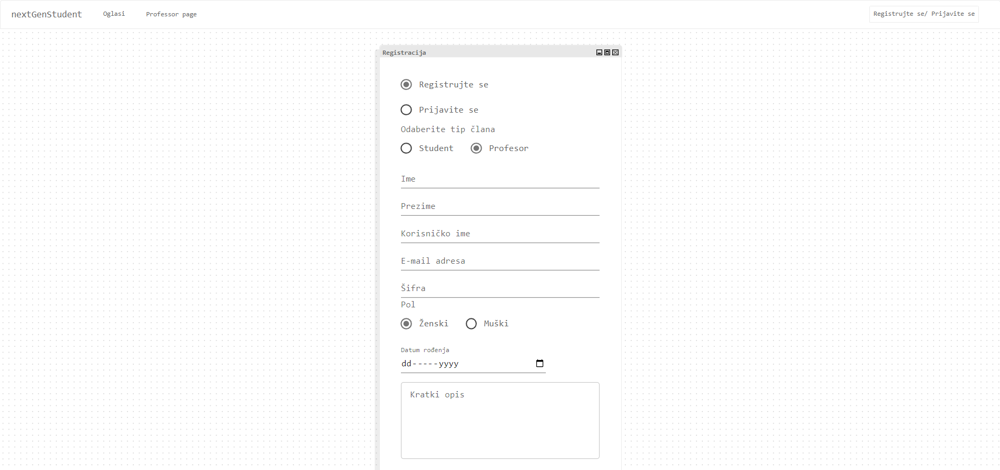 nextGenStudent Oglasi Professor page Registrujte se/ Prijavite se
Registracija
Registrujte se
Prijavite se
Odaberite tip člana
Student Profesor
Ime
Prezime
Korisničko ime
E-mail adresa
Šifra
Pol
Ženski Muški
Datum rođenja
dd-----yyyy
Kratki opis